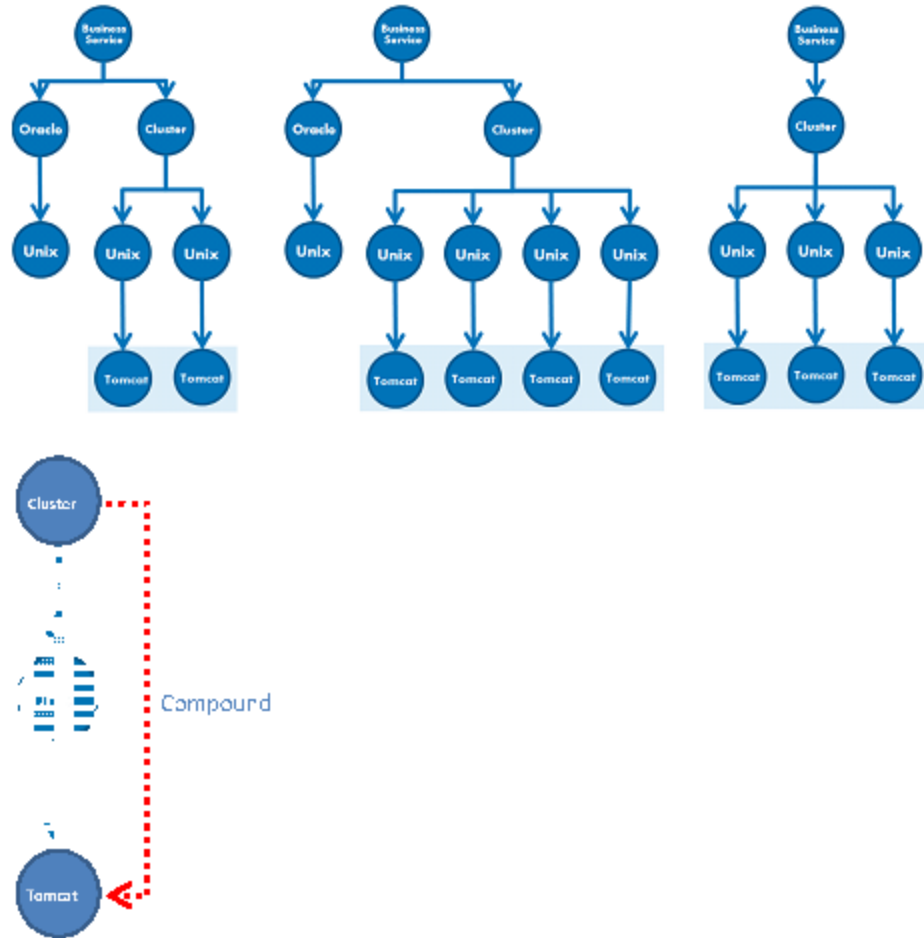 Business
Service
Business
Service
Business
Service
Oracle
Cluster
Oracle
Cluster
Cluster
Unix
Unix
Unix
Unix
Unix
Unix
Unix
Unix
Unix
Unix
Unix
Tomcat
Tomcat
Tomcat
Tomcat
Tomcat
Tomcat
Tomcat
Tomcat
Tomcat
Cluster
Compound
Tomcat